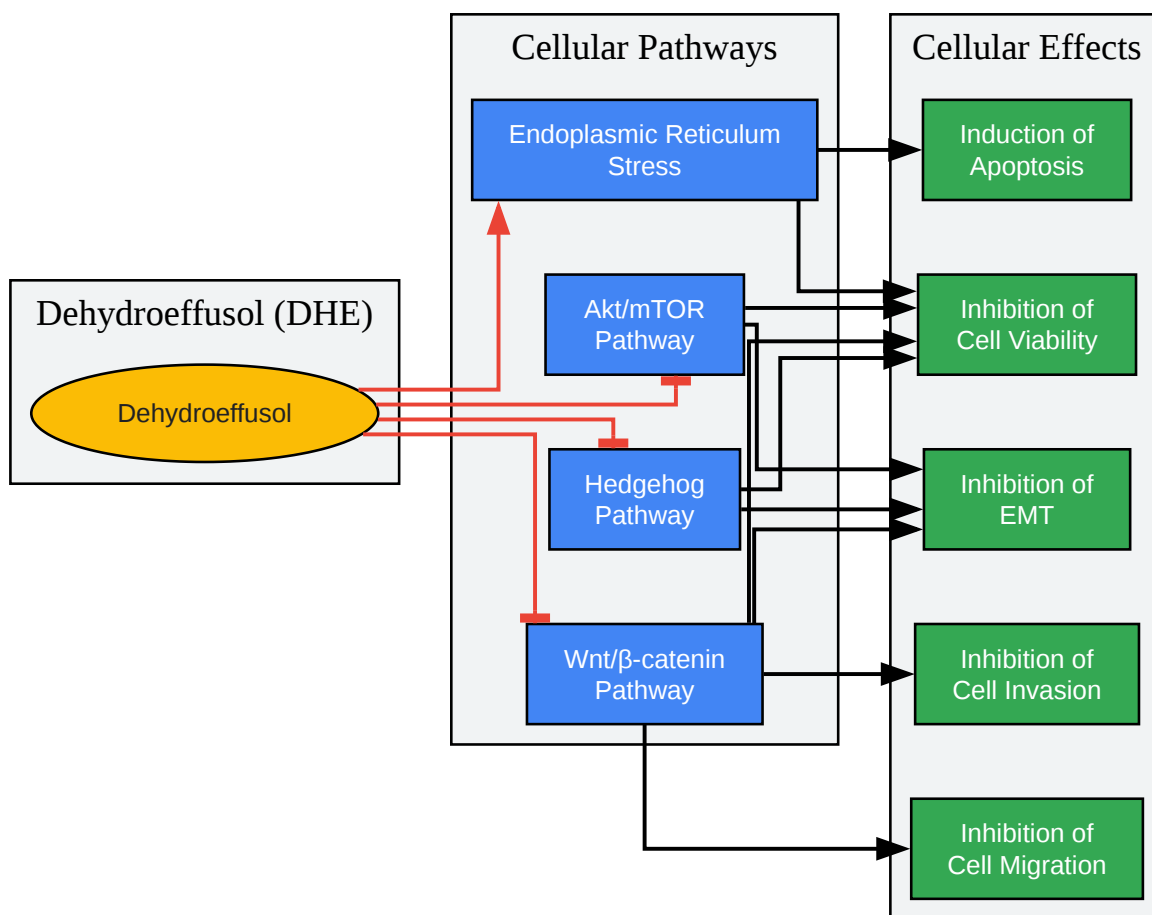 Dehydroeffusol (DHE)
Dehydroeffusol
Cellular Pathways
Endoplasmic Reticulum
Stress
Akt/mTOR
Pathway
Hedgehog
Pathway
Wnt/β-catenin
Pathway
Cellular Effects
Induction of
Apoptosis
Inhibition of
Cell Viability
Inhibition of
EMT
Inhibition of
Cell Invasion
Inhibition of
Cell Migration